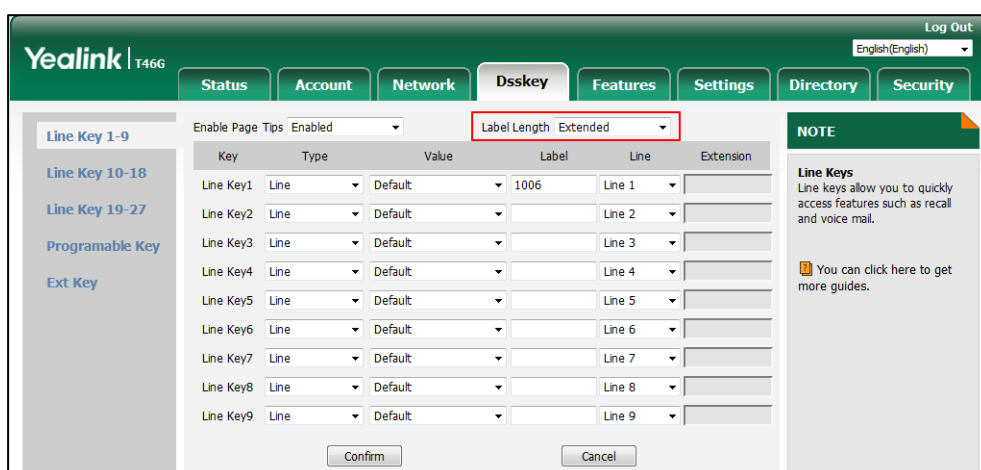 Log Out
Yealink | T46G
English(English)
Status Account Network Dsskey Features Settings Directory Security
Line Key 1-9
Line Key 10-18
Line Key 19-27
Programable Key
Ext Key
Enable Page Tips Enabled Label Length Extended
Key Type Value Label Line Extension
Line Key1 Line Default 1006 Line 1
Line Key2 Line Default Line 2
Line Key3 Line Default Line 3
Line Key4 Line Default Line 4
Line Key5 Line Default Line 5
Line Key6 Line Default Line 6
Line Key7 Line Default Line 7
Line Key8 Line Default Line 8
Line Key9 Line Default Line 9
Confirm Cancel
NOTE
Line Keys
Line keys allow you to quickly
access features such as recall
and voice mail.
You can click here to get
more guides.